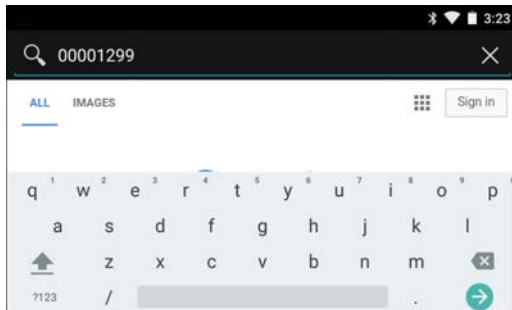 3:23
00001299
ALL IMAGES Sign in
q 1 w 2 e 3 r 4 t 5 y 6 u 7 i 8 o 9 p
a s d f g h j k l
z x c v b n m
?123 / .